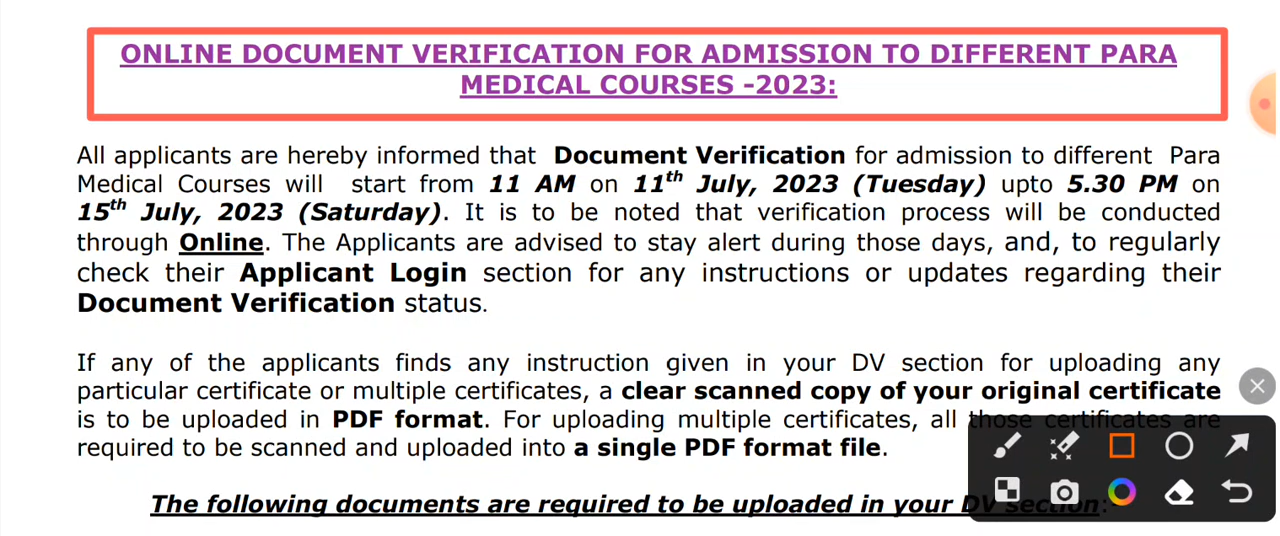 ONLINE DOCUMENT VERIFICATION FOR ADMISSION TO DIFFERENT PARA
MEDICAL COURSES -2023:
All applicants are hereby informed that Document Verification for admission to different Para
Medical Courses will start from 11 AM on 11th July, 2023 (Tuesday) upto 5.30 PM on
15th July, 2023 (Saturday). It is to be noted that verification process will be conducted
through Online. The Applicants are advised to stay alert during those days, and, to regularly
check their Applicant Login section for any instructions or updates regarding their
Document Verification status.
If any of the applicants finds any instruction given in your DV section for uploading any
particular certificate or multiple certificates, a clear scanned copy of your original certificate
is to be uploaded in PDF format. For uploading multiple certificates, all those certificates are
required to be scanned and uploaded into a single PDF format file.
The following documents are required to be uploaded in your DV section: